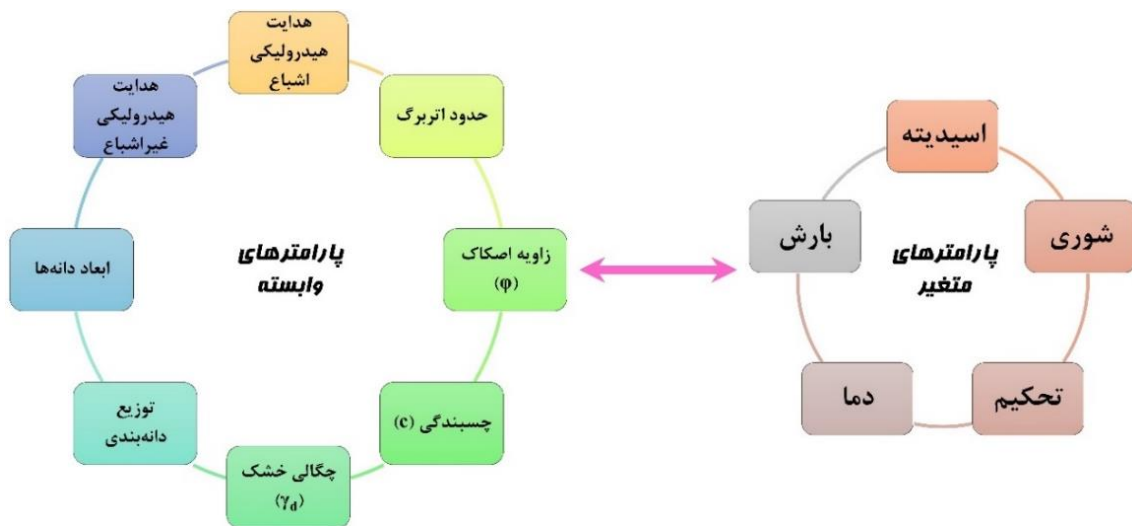 هدایت
هیدرولیکی
اشباع
حدود اتربرگ
زاویه اصکاک
(φ)
چسبندگی (c)
چگالی خشک
(γd)
توزیع
دانه‌بندی
ابعاد دانه‌ها
هدایت
هیدرولیکی
غیراشباع
پارامترهای
وابسته
اسیدیته
شوری
تحکیم
دما
بارش
پارامترهای
متغیر